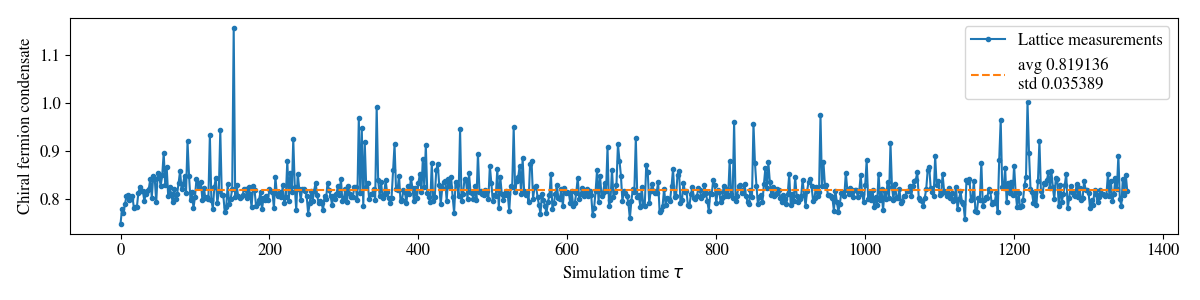 Chiral fermion condensate
1.1
1.0
0.9
0.8
Lattice measurements
avg 0.819136
std 0.035389
0 200 400 600 800 1000 1200 1400
Simulation time τ